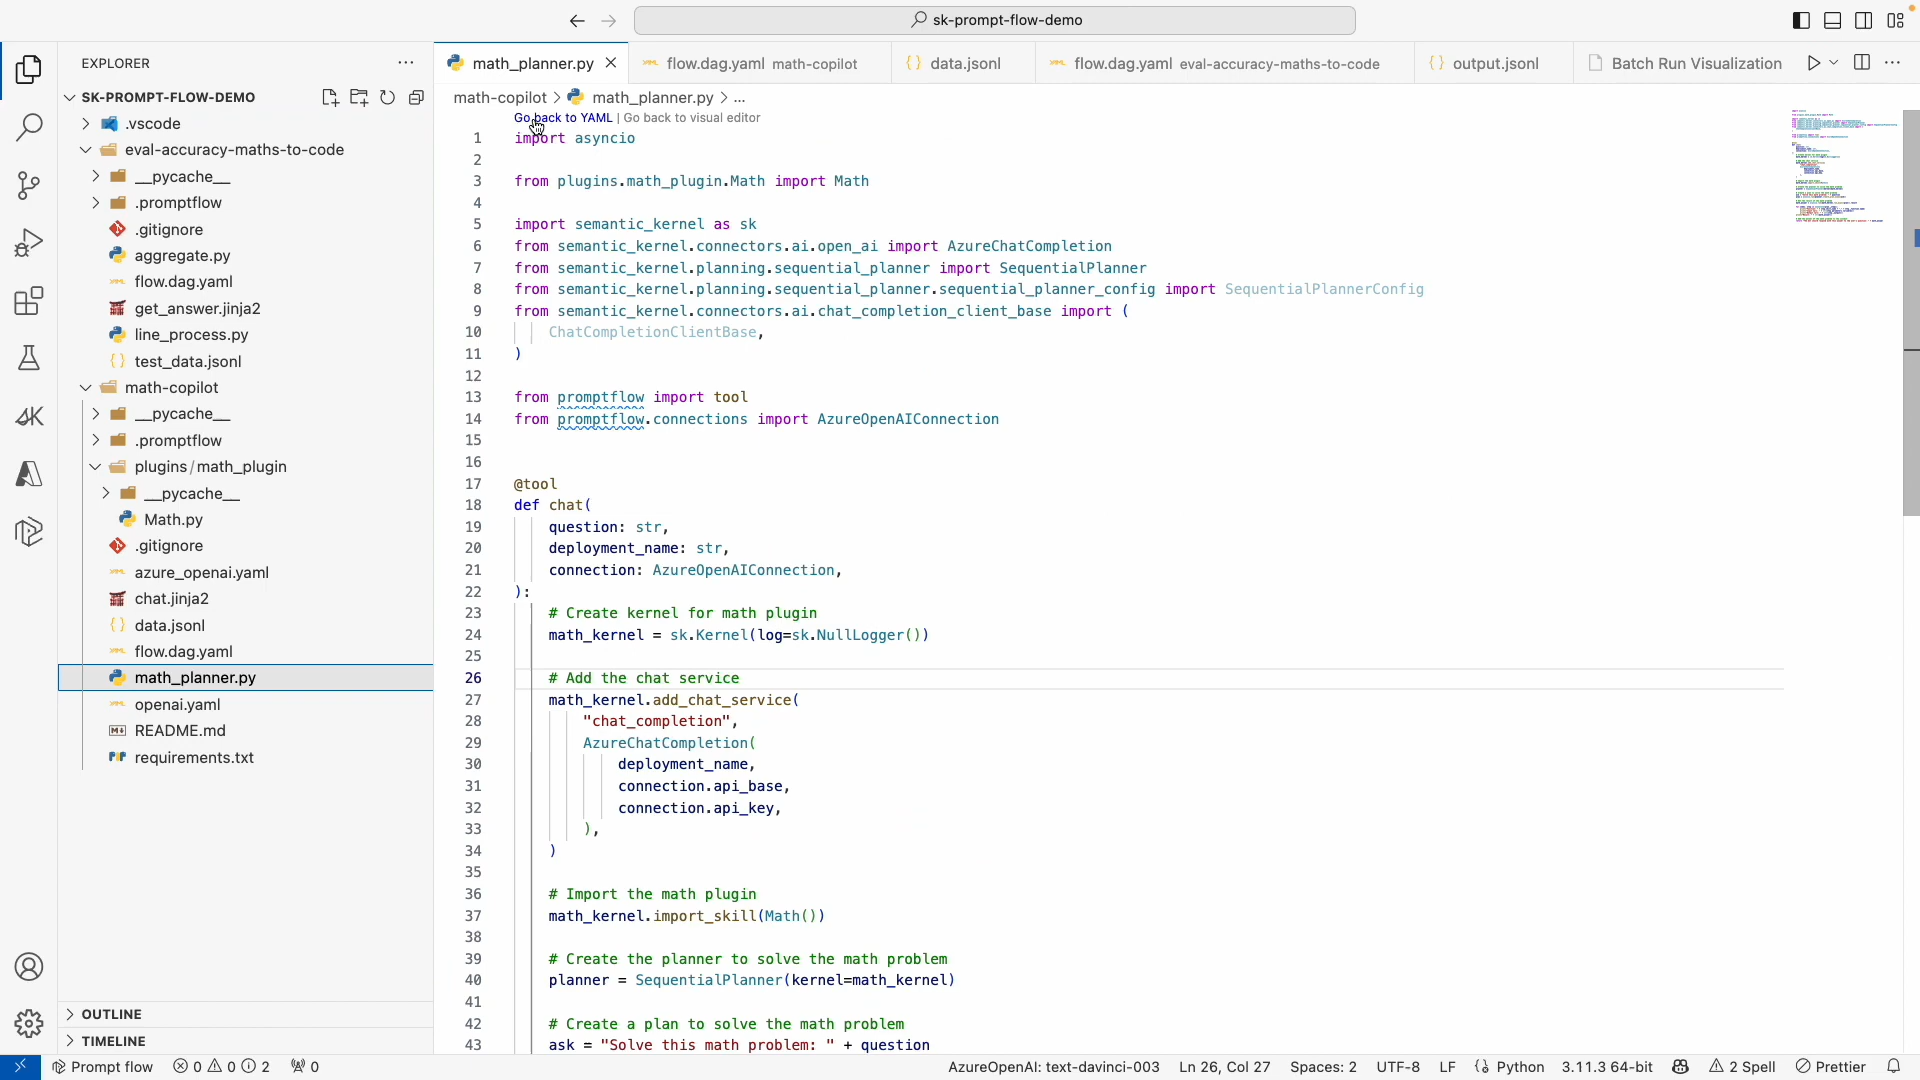 sk-prompt-flow-demo
EXPLORER
SK-PROMPT-FLOW-DEMO
.vscode
eval-accuracy-maths-to-code
__pycache__
.promptflow
.gitignore
aggregate.py
flow.dag.yaml
get_answer.jinja2
line_process.py
test_data.jsonl
math-copilot
__pycache__
.promptflow
plugins/math_plugin
__pycache__
Math.py
.gitignore
azure_openai.yaml
chat.jinja2
data.jsonl
flow.dag.yaml
math_planner.py
openai.yaml
README.md
requirements.txt
OUTLINE
TIMELINE
math_planner.py
flow.dag.yaml math-copilot
data.jsonl
flow.dag.yaml eval-accuracy-maths-to-code
output.jsonl
Batch Run Visualization
math-copilot > math_planner.py > ...
Go back to YAML | Go back to visual editor
1 import asyncio
2
3 from plugins.math_plugin.Math import Math
4
5 import semantic_kernel as sk
6 from semantic_kernel.connectors.ai.open_ai import AzureChatCompletion
7 from semantic_kernel.planning.sequential_planner import SequentialPlanner
8 from semantic_kernel.planning.sequential_planner.sequential_planner_config import SequentialPlannerConfig
9 from semantic_kernel.connectors.ai.chat_completion_client_base import (
10 ChatCompletionClientBase,
11 )
12
13 from promptflow import tool
14 from promptflow.connections import AzureOpenAIConnection
15
16
17 @tool
18 def chat(
19 question: str,
20 deployment_name: str,
21 connection: AzureOpenAIConnection,
22 ):
23 # Create kernel for math plugin
24 math_kernel = sk.Kernel(log=sk.NullLogger())
25
26 # Add the chat service
27 math_kernel.add_chat_service(
28 "chat_completion",
29 AzureChatCompletion(
30 deployment_name,
31 connection.api_base,
32 connection.api_key,
33 ),
34 )
35
36 # Import the math plugin
37 math_kernel.import_skill(Math())
38
39 # Create the planner to solve the math problem
40 planner = SequentialPlanner(kernel=math_kernel)
41
42 # Create a plan to solve the math problem
43 ask = "Solve this math problem: " + question
Prompt flow 0 0 2 0 AzureOpenAI: text-davinci-003 Ln 26, Col 27 Spaces: 2 UTF-8 LF Python 3.11.3 64-bit 2 Spell Prettier